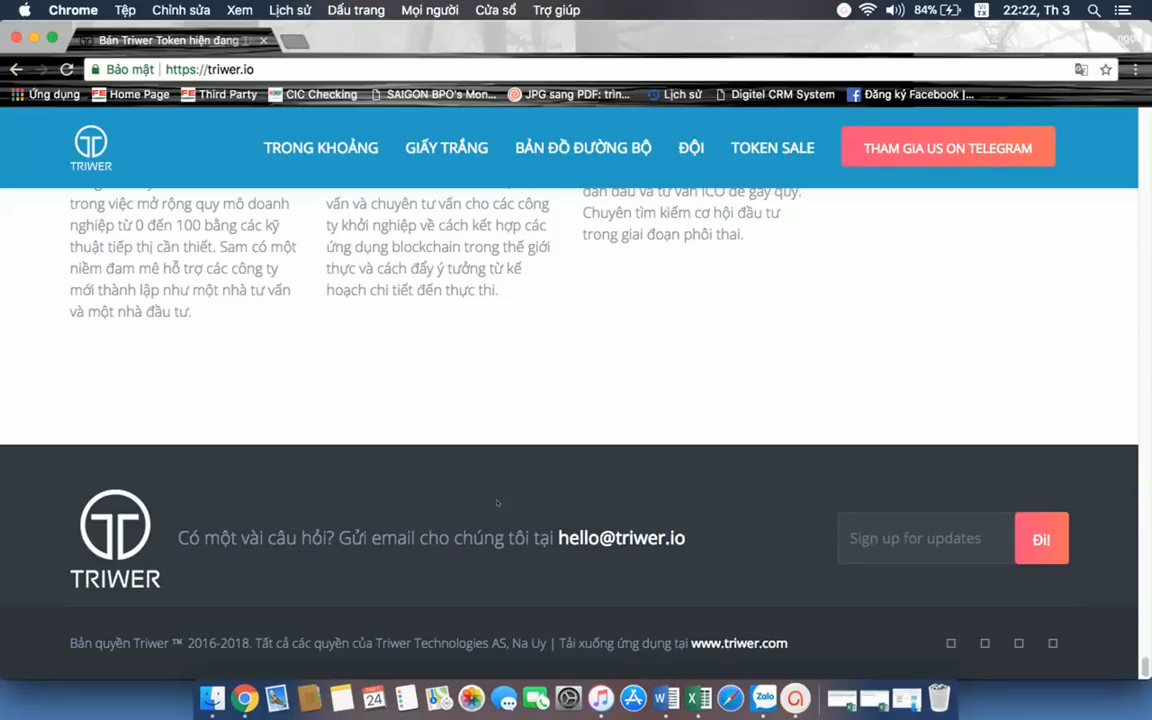 Chrome Tệp Chỉnh sửa Xem Lịch sử Dấu trang Mọi người Cửa sổ Trợ giúp 84% VI 22:22, Th 3
Bán Triwer Token hiện đang
Bảo mật | https://triwer.io
Ứng dụng FE Home Page FE Third Party CIC Checking SAIGON BPO's Mon... JPG sang PDF: trìn... Lịch sử Digitel CRM System Đăng ký Facebook |...
TRIWER
TRONG KHOẢNG GIẤY TRẮNG BẢN ĐỒ ĐƯỜNG BỘ ĐỘI TOKEN SALE THAM GIA US ON TELEGRAM
trong việc mở rộng quy mô doanh
nghiệp từ 0 đến 100 bằng các kỹ
thuật tiếp thị cần thiết. Sam có một
niềm đam mê hỗ trợ các công ty
mới thành lập như một nhà tư vấn
và một nhà đầu tư.
vấn và chuyên tư vấn cho các công
ty khởi nghiệp về cách kết hợp các
ứng dụng blockchain trong thế giới
thực và cách đẩy ý tưởng từ kế
hoạch chi tiết đến thực thi.
dẫn đầu và tư vấn ICO để gây quỹ.
Chuyên tìm kiếm cơ hội đầu tư
trong giai đoạn phôi thai.
TRIWER
Có một vài câu hỏi? Gửi email cho chúng tôi tại hello@triwer.io
Sign up for updates Đi!
Bản quyền Triwer ™ 2016-2018. Tất cả các quyền của Triwer Technologies AS, Na Uy | Tải xuống ứng dụng tại www.triwer.com
24
Zalo